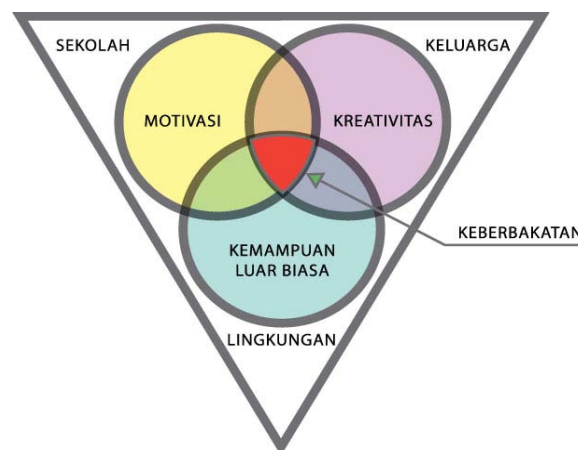 SEKOLAH
KELUARGA
MOTIVASI
KREATIVITAS
KEBERBAKATAN
KEMAMPUAN
LUAR BIASA
LINGKUNGAN